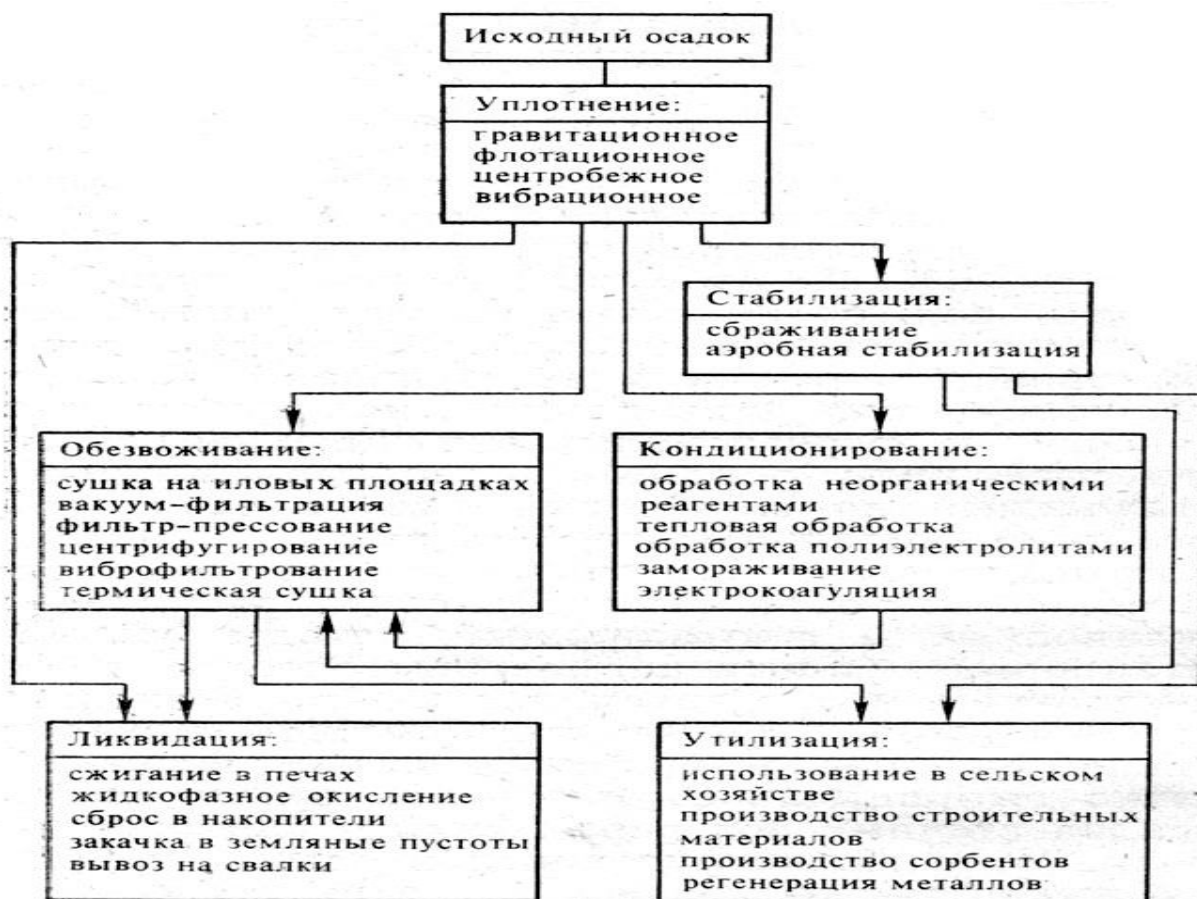 Исходный осадок
Уплотнение:
гравитационное
флотационное
центробежное
вибрационное
Стабилизация:
сбраживание
аэробная стабилизация
Обезвоживание:
сушка на иловых площадках
вакуум-фильтрация
фильтр-прессование
центрифугирование
виброфильтрование
термическая сушка
Кондиционирование:
обработка неорганическими
реагентами
тепловая обработка
обработка полиэлектролитами
замораживание
электрокоагуляция
Ликвидация:
сжигание в печах
жидкофазное окисление
сброс в накопители
закачка в земляные пустоты
вывоз на свалки
Утилизация:
использование в сельском
хозяйстве
производство строительных
материалов
производство сорбентов
регенерация металлов